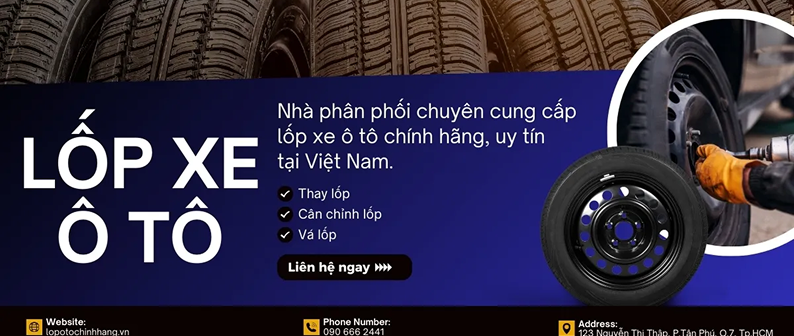 LỐP XE
Ô TÔ
Nhà phân phối chuyên cung cấp
lốp xe ô tô chính hãng, uy tín
tại Việt Nam.
Thay lốp
Cân chỉnh lốp
Vá lốp
Liên hệ ngay
Website:
lopotochinhhang.vn
Phone Number:
090 666 2441
Address:
123 Nguyễn Thị Thập, P.Tân Phú, Q.7, Tp.HCM